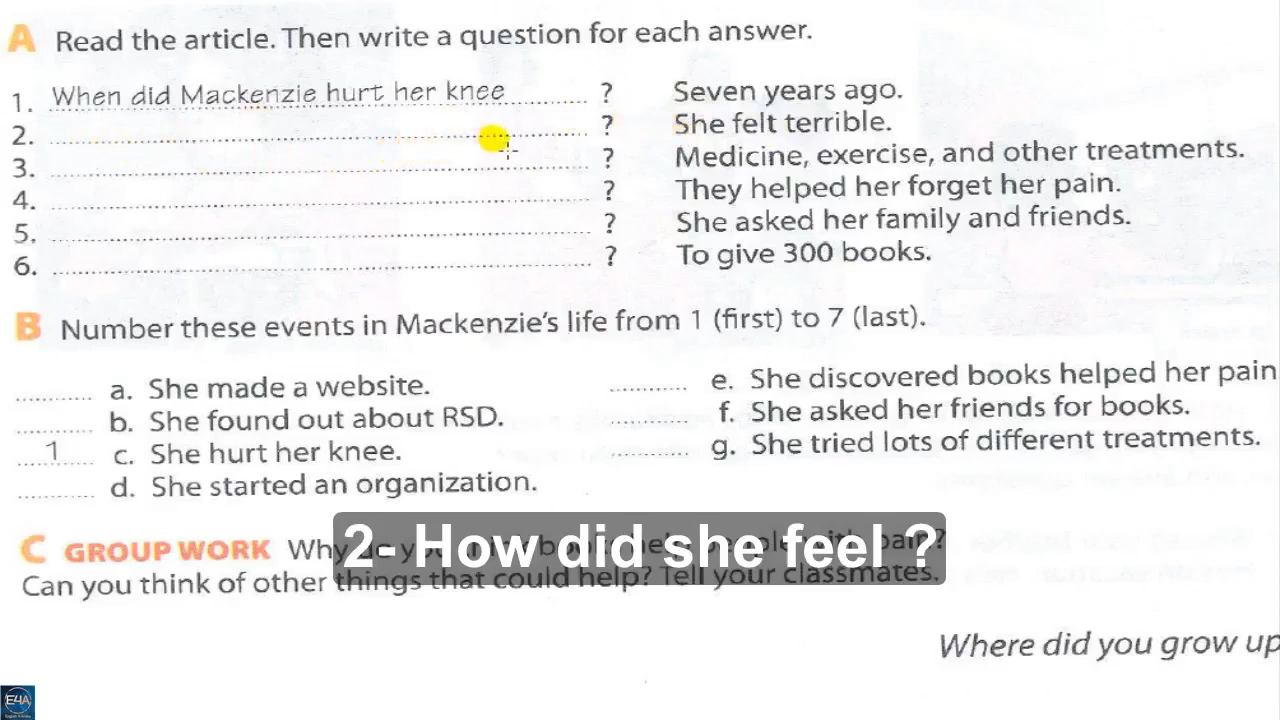 A Read the article. Then write a question for each answer.
1. When did Mackenzie hurt her knee ? Seven years ago.
2. ? She felt terrible.
3. ? Medicine, exercise, and other treatments.
4. ? They helped her forget her pain.
5. ? She asked her family and friends.
6. ? To give 300 books.
B Number these events in Mackenzie's life from 1 (first) to 7 (last).
a. She made a website.
b. She found out about RSD.
1 c. She hurt her knee.
d. She started an organization.
e. She discovered books helped her pain
f. She asked her friends for books.
g. She tried lots of different treatments.
C GROUP WORK Why do you with pain?
Can you think of other things that could help? Tell your classmates.
2- How did she feel ?
Where did you grow up
E4A